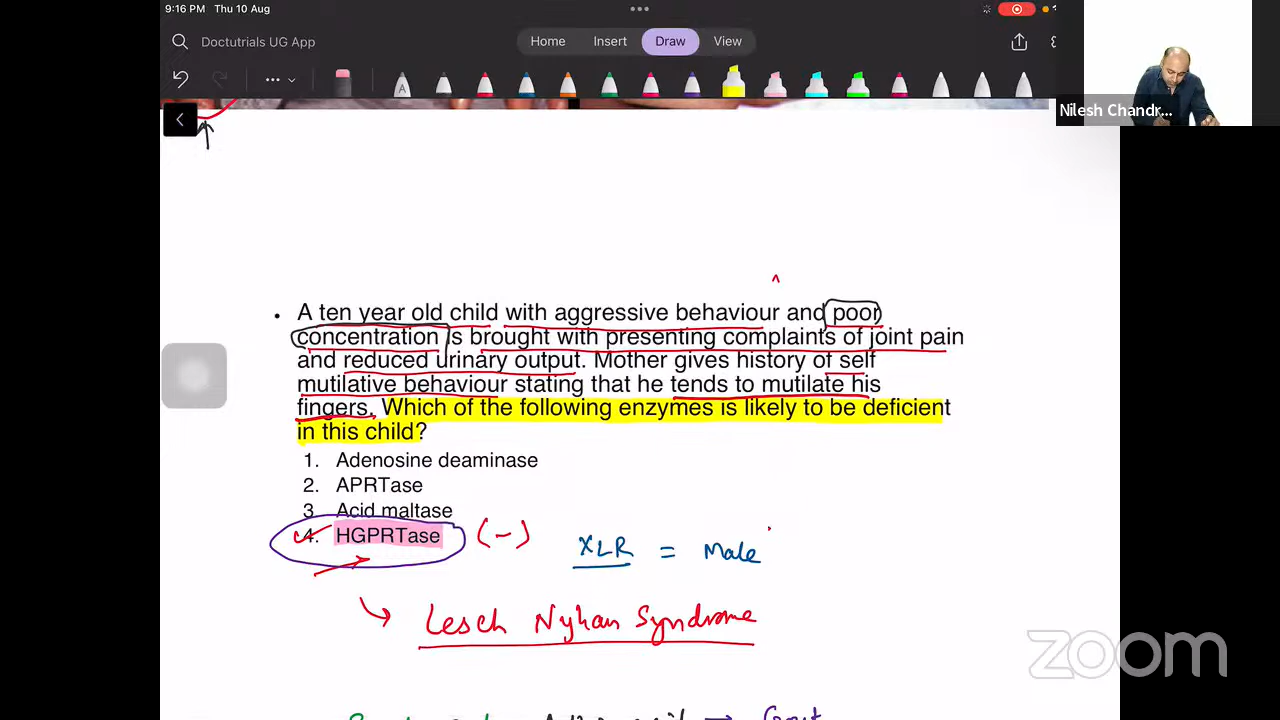 9:16 PM Thu 10 Aug
Doctutrials UG App
Home Insert Draw View
A
Nilesh Chandr...
• A ten year old child with aggressive behaviour and poor
concentration is brought with presenting complaints of joint pain
and reduced urinary output. Mother gives history of self
mutilative behaviour stating that he tends to mutilate his
fingers. Which of the following enzymes is likely to be deficient
in this child?
1. Adenosine deaminase
2. APRTase
3 Acid maltase
4. HGPRTase (-)
XLR = Male
Lesch Nyhan Syndrome
zoom
Gout